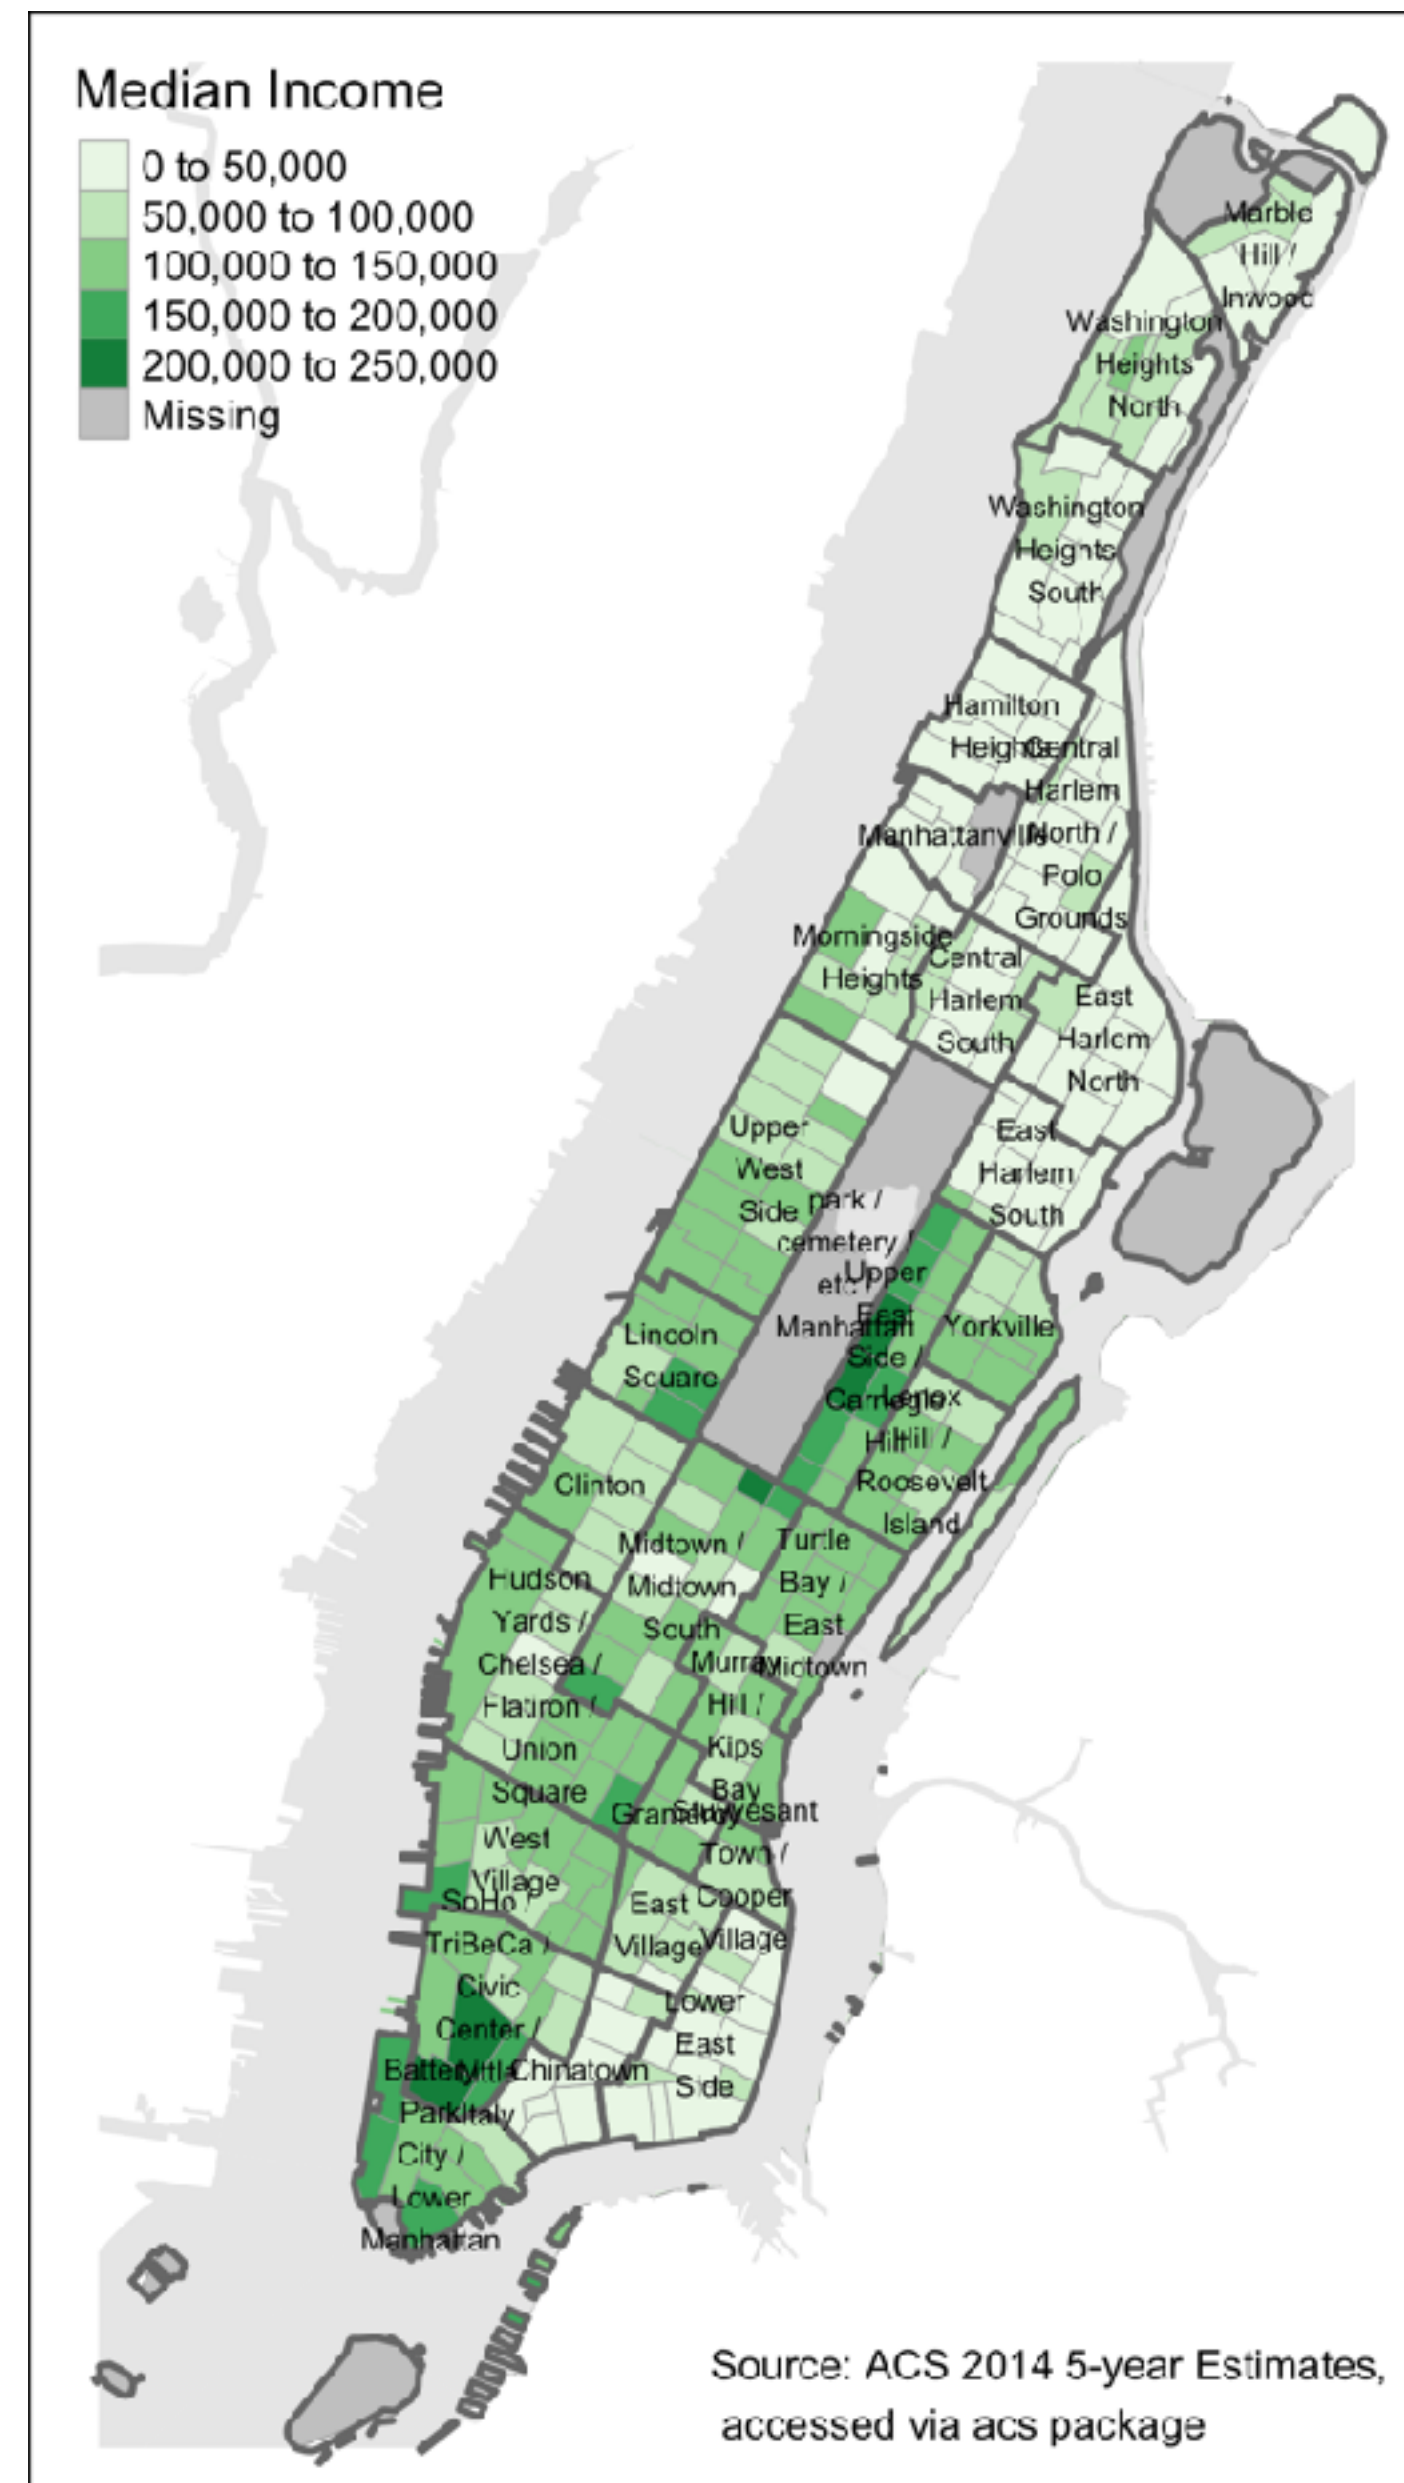 Median Income
0 to 50,000
50,000 to 100,000
100,000 to 150,000
150,000 to 200,000
200,000 to 250,000
Missing
Marble
Hill /
Inwood
Washington
Heights
North
Washington
Heights
South
Hamilton
Heights
Central
Harlem
North /
Polo
Grounds
Manhattanville
Morningside
Heights
Central
Harlem
South
East
Harlem
North
East
Harlem
South
Upper
West
Side
park /
cemetery /
etc /
Manhattan
Upper
East
Side /
Carnegie
Hill
Yorkville
Lincoln
Square
Lenox
Hill /
Roosevelt
Island
Clinton
Midtown /
Midtown
South
Turtle
Bay /
East
Midtown
Hudson
Yards /
Chelsea /
Flatiron /
Union
Square
Murray
Hill /
Kips
Bay
Gramercy
Stuyvesant
Town /
Cooper
Village
West
Village
East
Village
SoHo /
TriBeCa /
Civic
Center /
Little
Italy
Lower
East
Side
Chinatown
Battery
Park
City /
Lower
Manhattan
Source: ACS 2014 5-year Estimates,
accessed via acs package